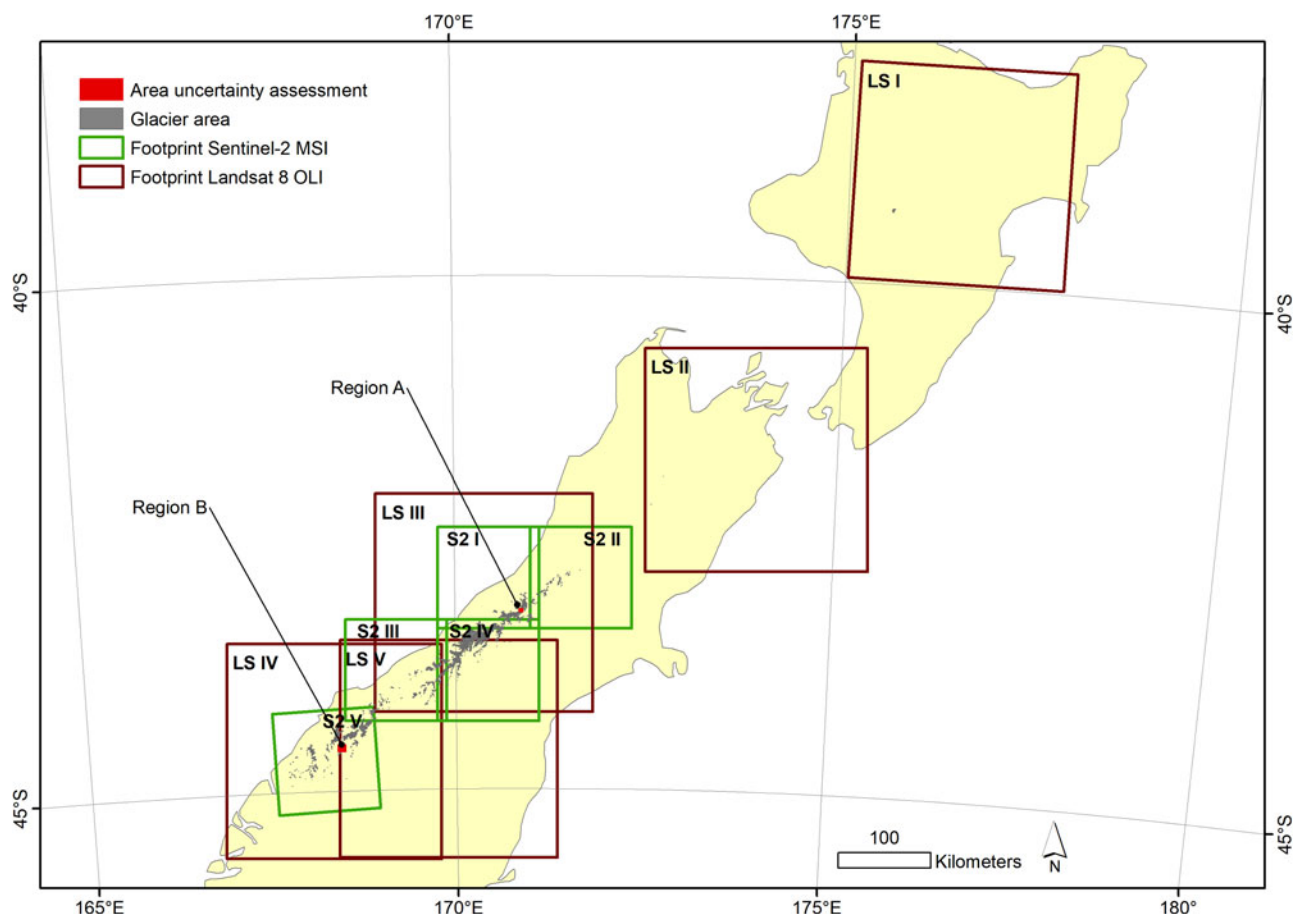 170°E
175°E
Area uncertainty assessment
Glacier area
Footprint Sentinel-2 MSI
Footprint Landsat 8 OLI
LS I
40°S
40°S
LS II
Region A
Region B
LS III
S2 I
S2 II
S2 III
S2 IV
LS IV
LS V
S2 V
45°S
45°S
100
Kilometers
N
165°E
170°E
175°E
180°